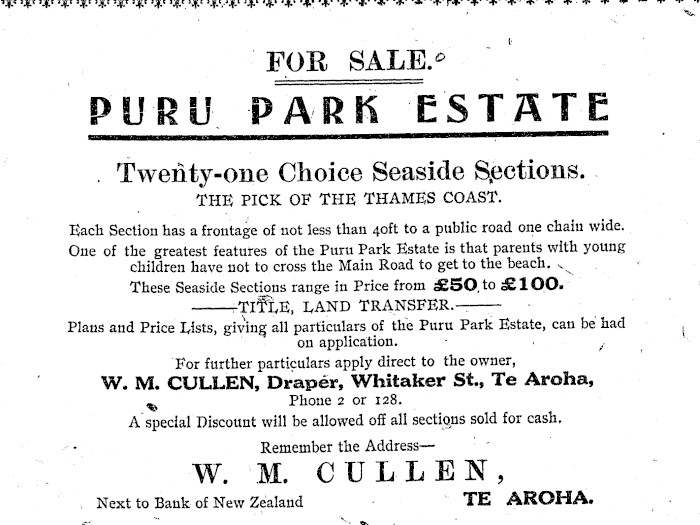 FOR SALE.
PURU PARK ESTATE
Twenty-one Choice Seaside Sections.
THE PICK OF THE THAMES COAST.
Each Section has a frontage of not less than 40ft to a public road one chain wide.
One of the greatest features of the Puru Park Estate is that parents with young
children have not to cross the Main Road to get to the beach.
These Seaside Sections range in Price from £50 to £100.
TITLE, LAND TRANSFER.
Plans and Price Lists, giving all particulars of the Puru Park Estate, can be had
on application.
For further particulars apply direct to the owner,
W. M. CULLEN, Draper, Whitaker St., Te Aroha,
Phone 2 or 128.
A special Discount will be allowed off all sections sold for cash.
Remember the Address—
W. M. CULLEN,
Next to Bank of New Zealand TE AROHA.